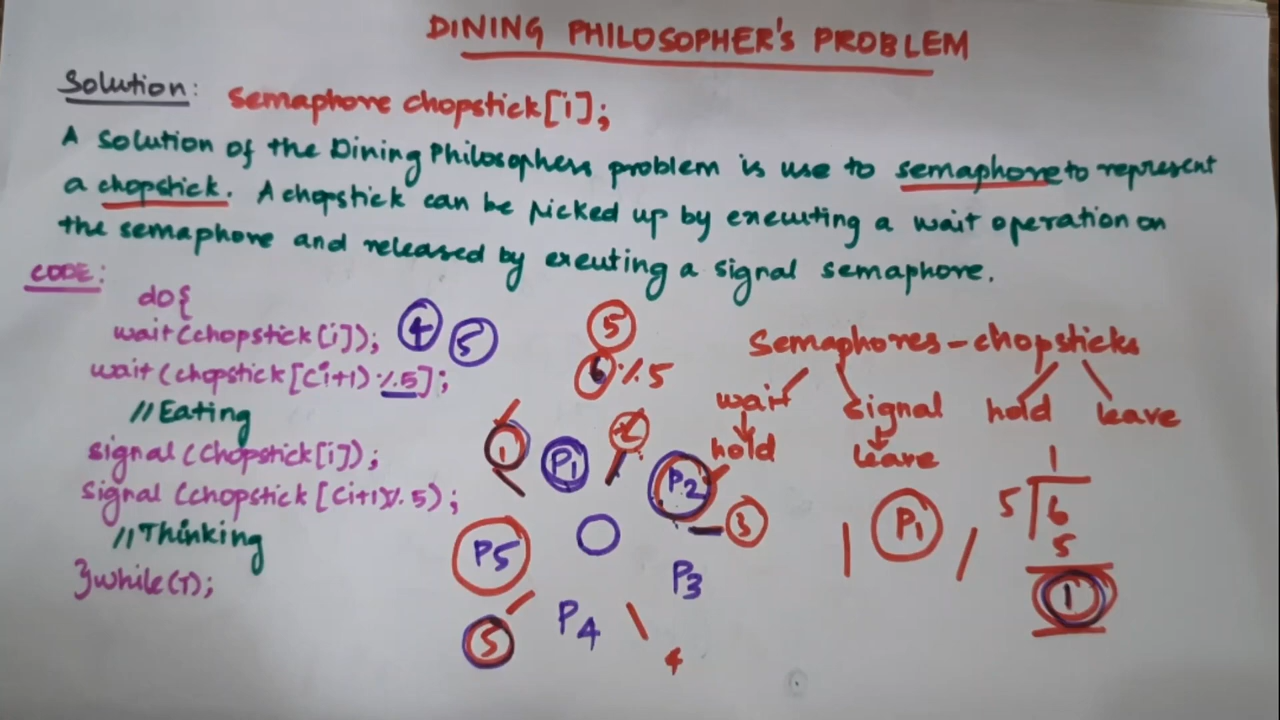 DINING PHILOSOPHER'S PROBLEM
Solution: Semaphore chopstick[i];
A solution of the Dining Philosophers problem is use to semaphore to represent
a chopstick. A chopstick can be picked up by executing a wait operation on
the semaphore and released by exeuting a signal semaphore.
CODE:
do{
wait(chopstick[i]);
wait(chopstick[(i+1)%5];
//Eating
signal(chopstick[i]);
Signal(chopstick[(i+1)%5);
//Thinking
}while(T);
4 5
5
6 %5
1 P1 2 P2
3
P5 P3
P4
5 4
Semaphores-chopsticks
wait signal hold leave
hold leave
P1
1
5 6
5
1